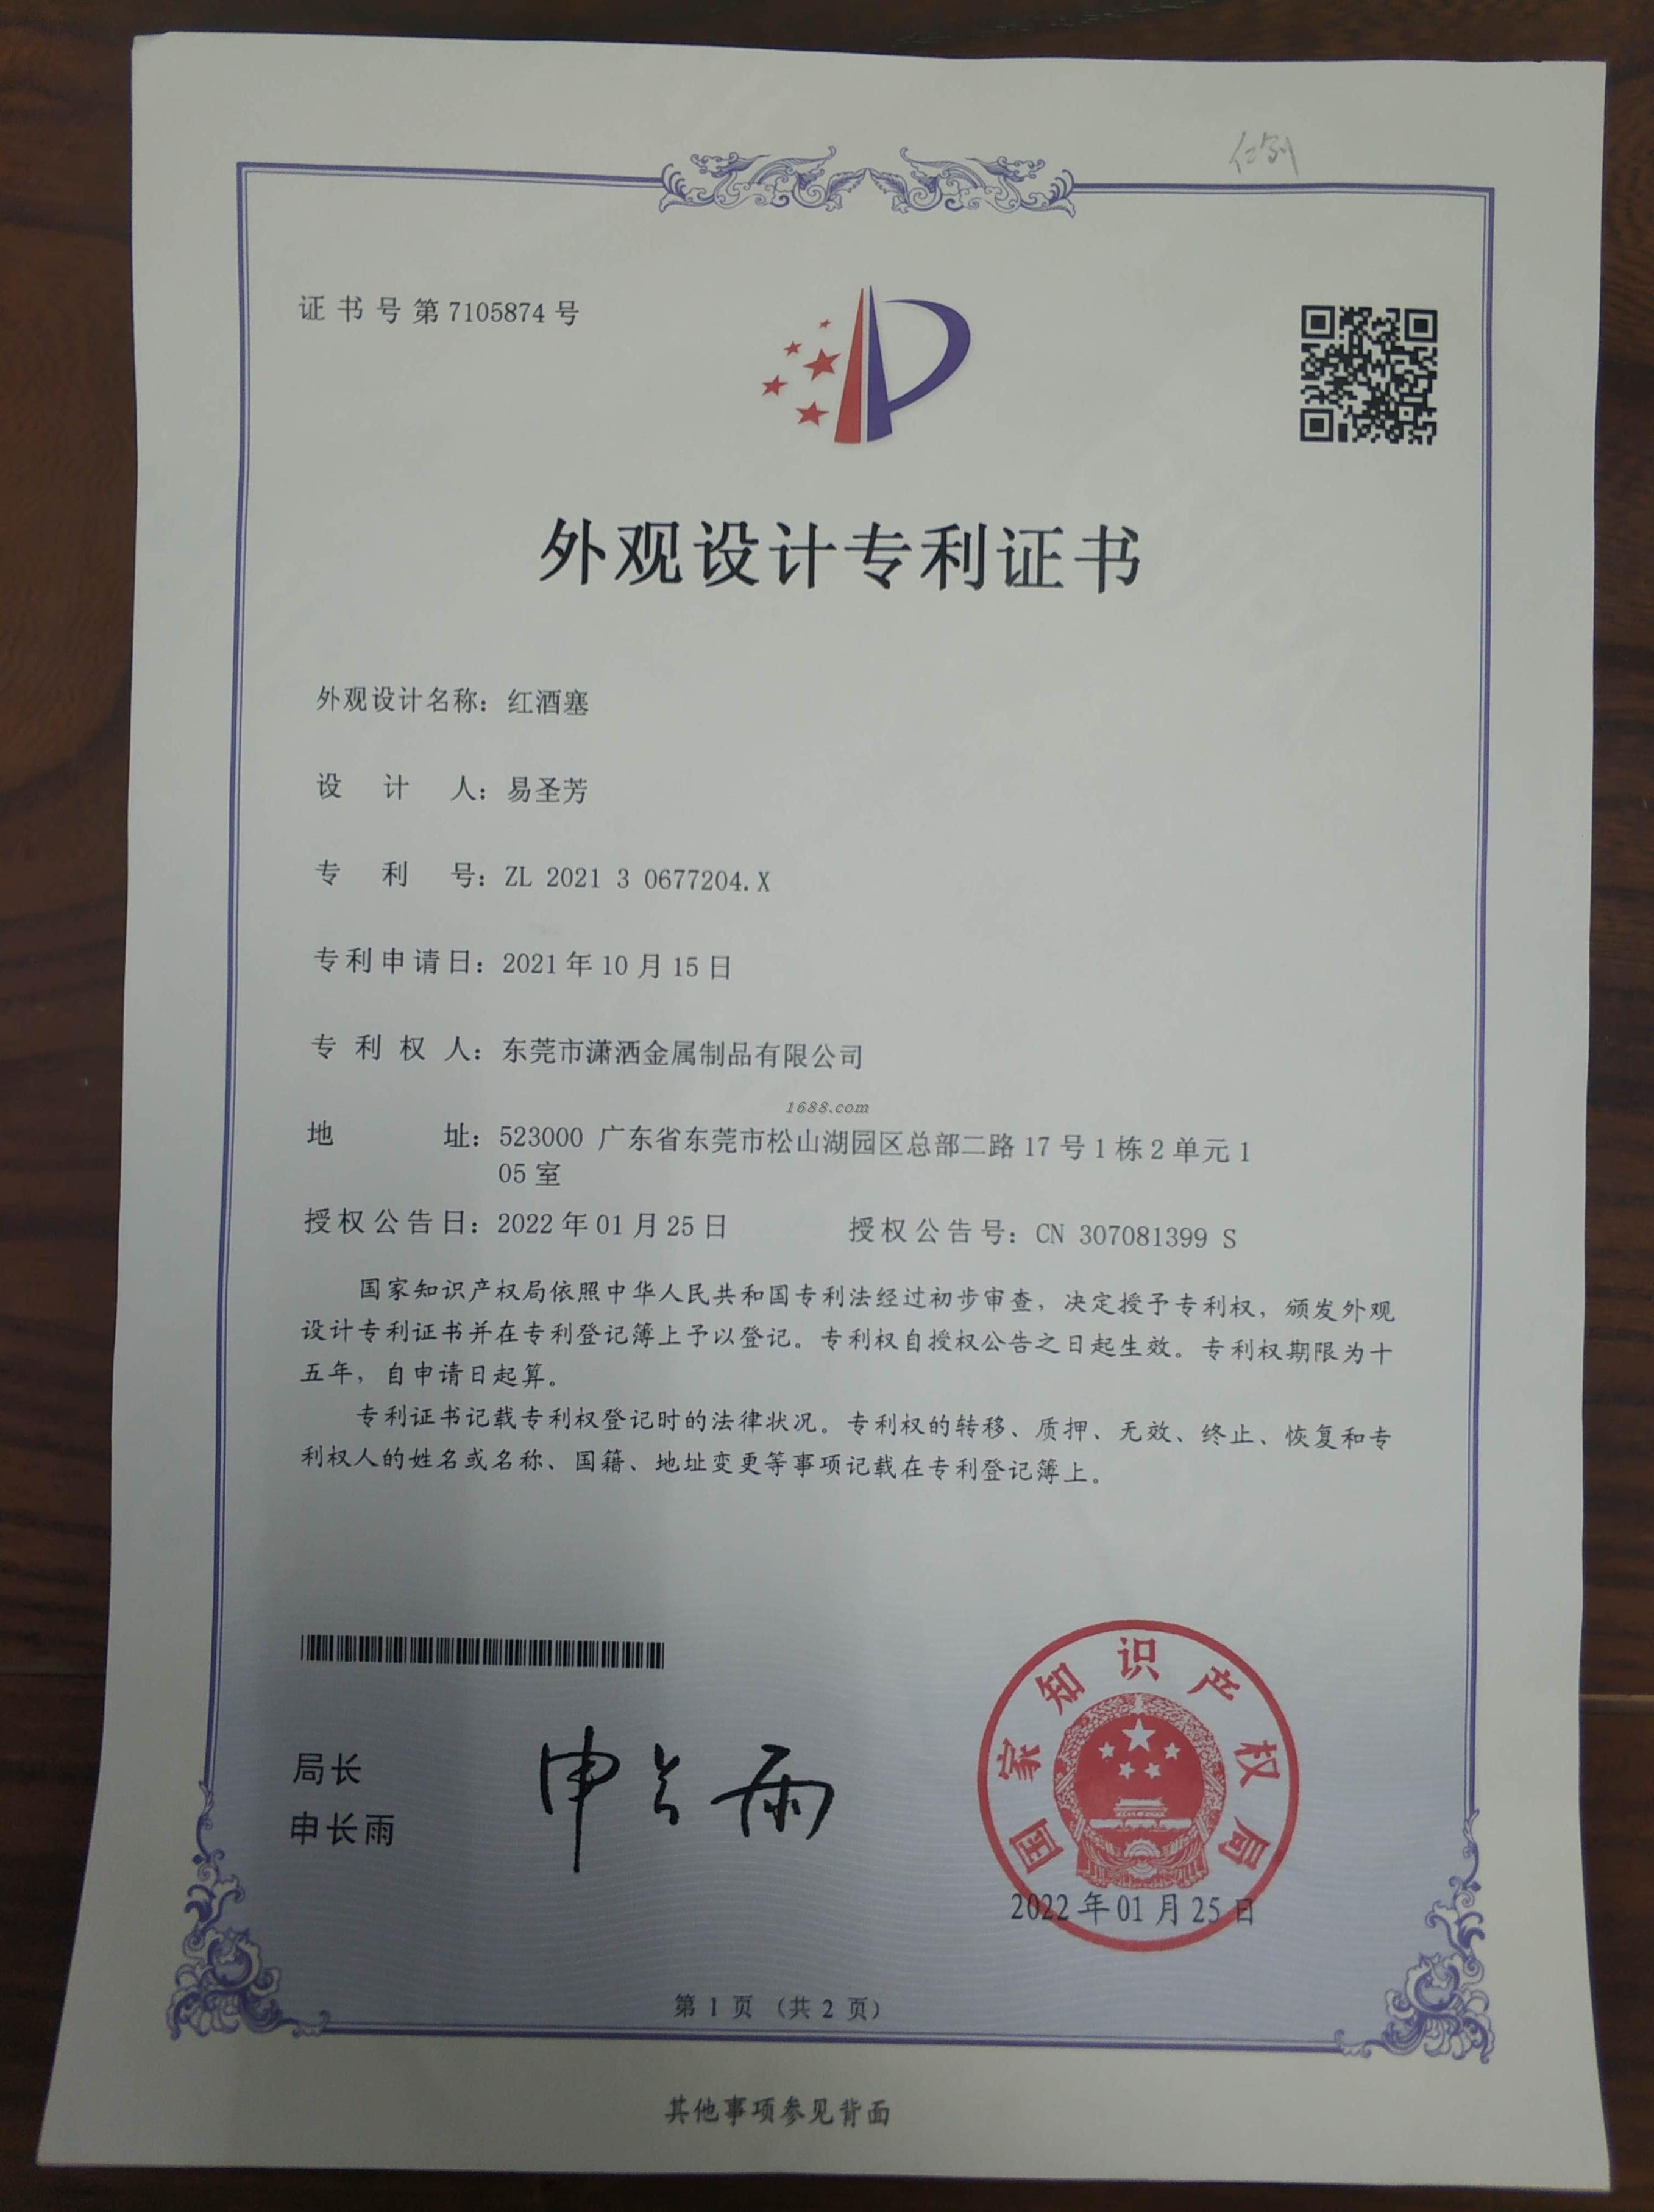 证书号第7105874号
外观设计专利证书
外观设计名称：红酒塞
设计人：易圣芳
专利号：ZL 2021 3 0677204.X
专利申请日：2021年10月15日
专利权人：东莞市潇洒金属制品有限公司
1688.com
地址：523000 广东省东莞市松山湖园区总部二路17号1栋2单元1
05室
授权公告日：2022年01月25日 授权公告号：CN 307081399 S
国家知识产权局依照中华人民共和国专利法经过初步审查，决定授予专利权，颁发外观
设计专利证书并在专利登记簿上予以登记。专利权自授权公告之日起生效。专利权期限为十
五年，自申请日起算。
专利证书记载专利权登记时的法律状况。专利权的转移、质押、无效、终止、恢复和专
利权人的姓名或名称、国籍、地址变更等事项记载在专利登记簿上。
局长
申长雨
申长雨
国家知识产权局
2022年01月25日
第 1 页 （共 2 页）
其他事项参见背面